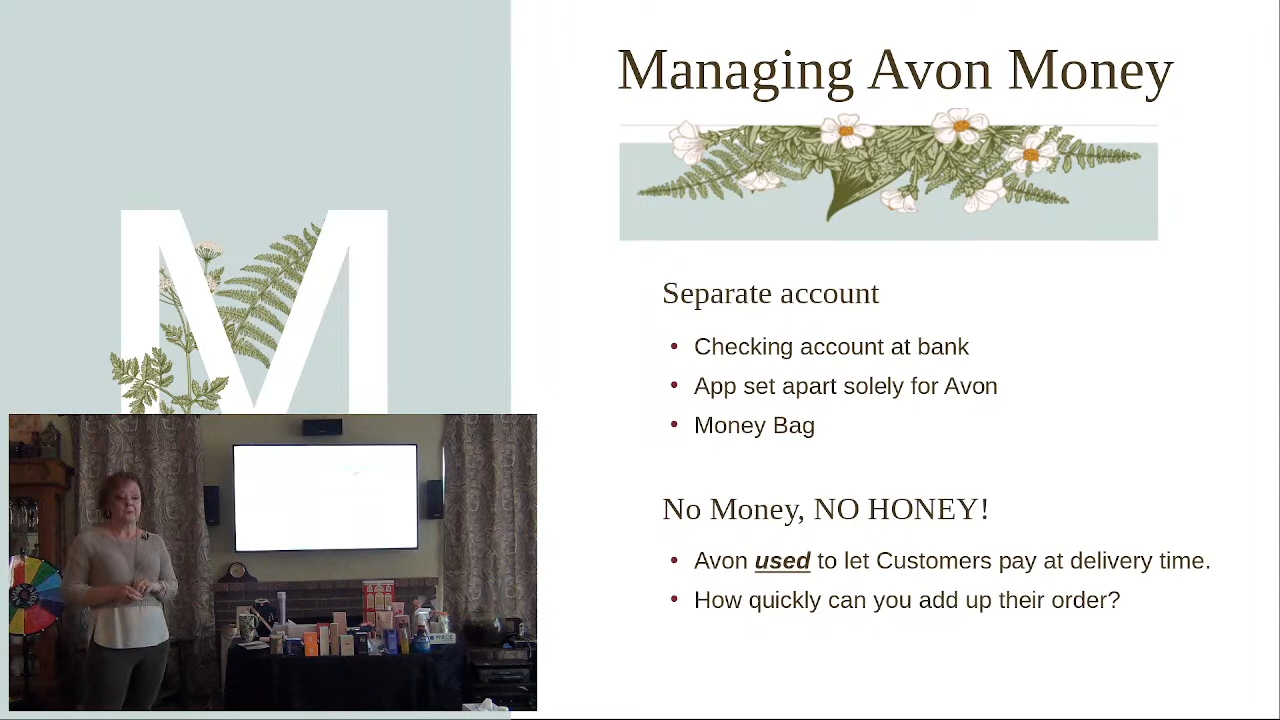 Managing Avon Money
M
Separate account
• Checking account at bank
• App set apart solely for Avon
• Money Bag
No Money, NO HONEY!
• Avon used to let Customers pay at delivery time.
• How quickly can you add up their order?